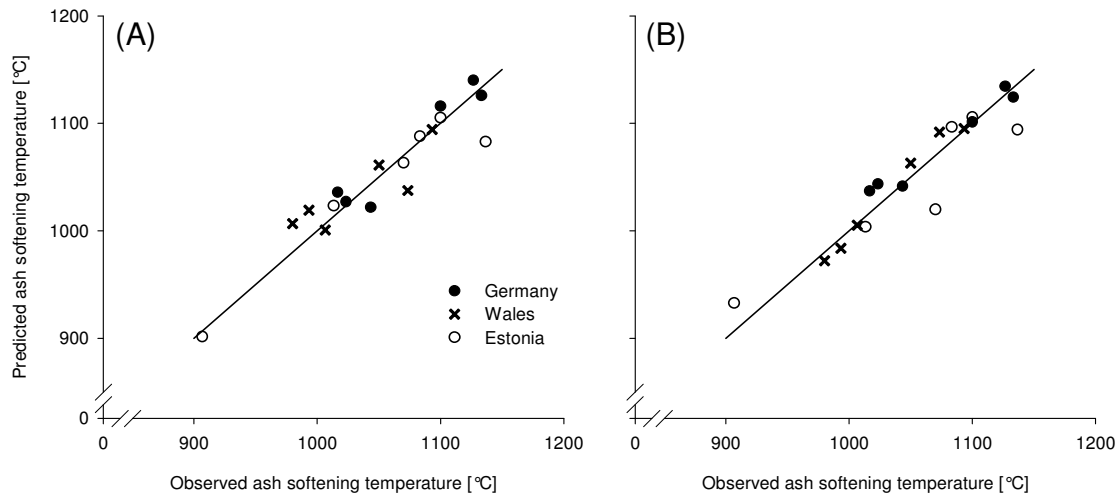 (A)
(B)
1200
1100
1000
900
0
Predicted ash softening temperature [°C]
Germany
Wales
Estonia
0
900
1000
1100
1200
0
900
1000
1100
1200
Observed ash softening temperature [°C]
Observed ash softening temperature [°C]